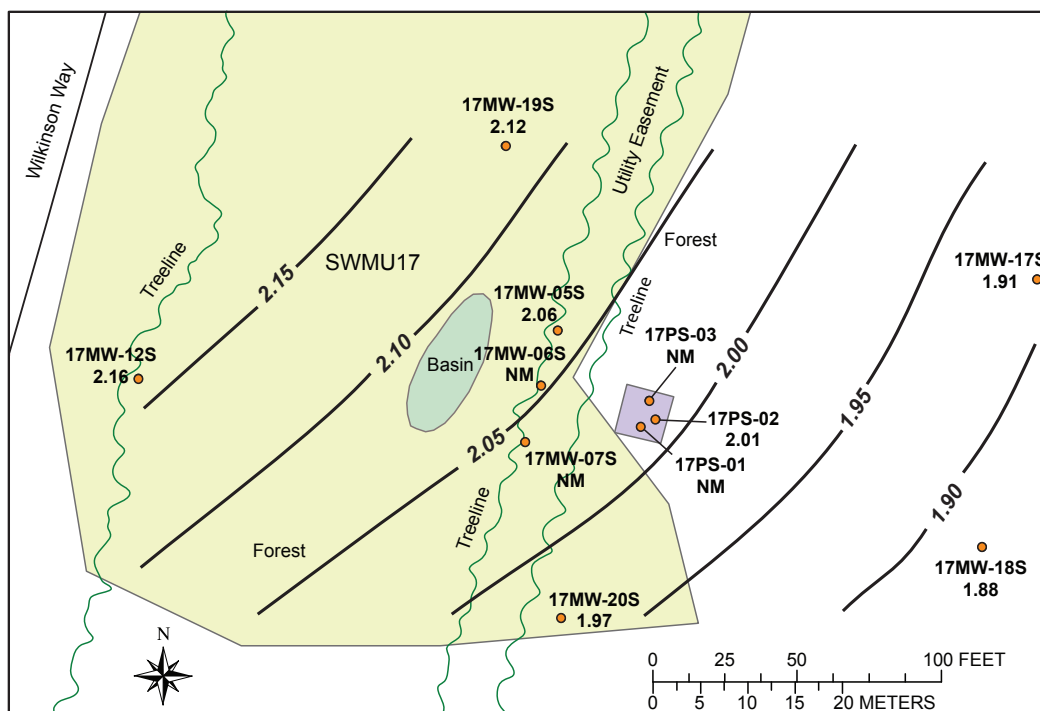 Wilkinson Way
17MW-19S
2.12
Utility Easement
Treeline
SWMU17
2.15
Forest
17MW-17S
1.91
17MW-05S
2.06
Treeline
2.10
17MW-12S
2.16
Basin
17MW-06S
NM
17PS-03
NM
2.00
17PS-02
2.01
1.95
2.05
17MW-07S
NM
17PS-01
NM
Treeline
1.90
Forest
17MW-18S
1.88
17MW-20S
1.97
N
0 25 50 100 FEET
0 5 10 15 20 METERS